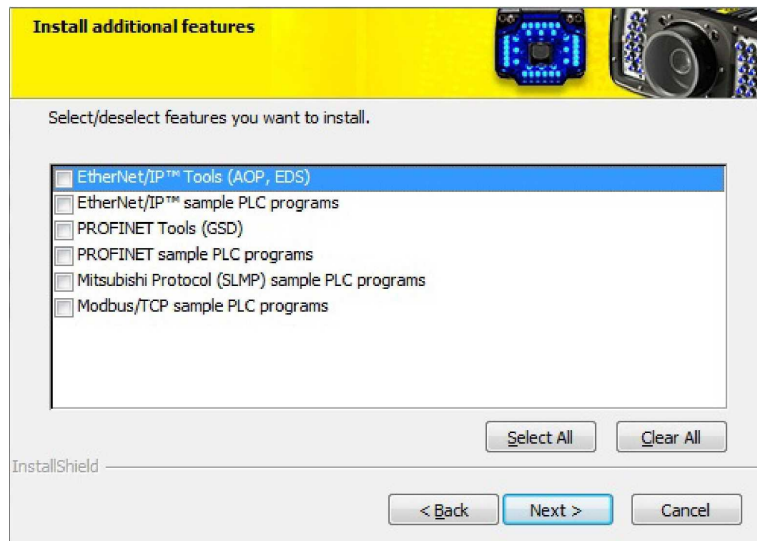 Install additional features
Select/deselect features you want to install.
EtherNet/IP™ Tools (AOP, EDS)
EtherNet/IP™ sample PLC programs
PROFINET Tools (GSD)
PROFINET sample PLC programs
Mitsubishi Protocol (SLMP) sample PLC programs
Modbus/TCP sample PLC programs
Select All Clear All
InstallShield
< Back Next > Cancel